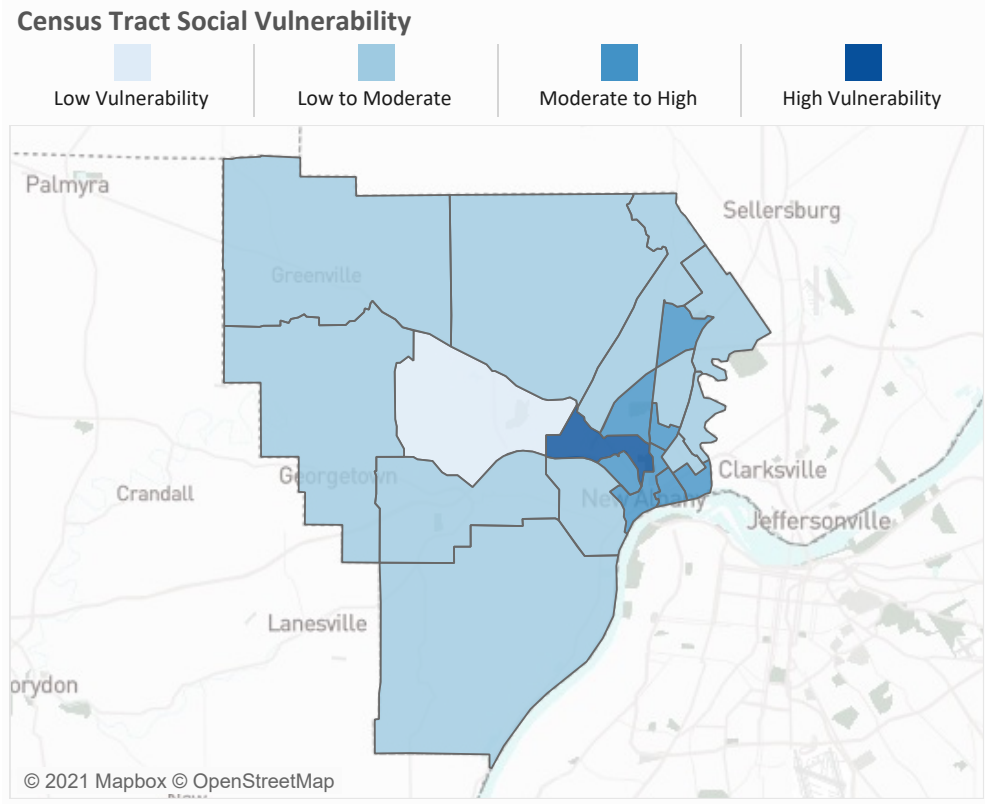 Census Tract Social Vulnerability
Low Vulnerability
Low to Moderate
Moderate to High
High Vulnerability
Palmyra
Sellersburg
Greenville
Georgetown
Clarksville
Crandall
New Albany
Jeffersonville
Lanesville
orydon
© 2021 Mapbox © OpenStreetMap